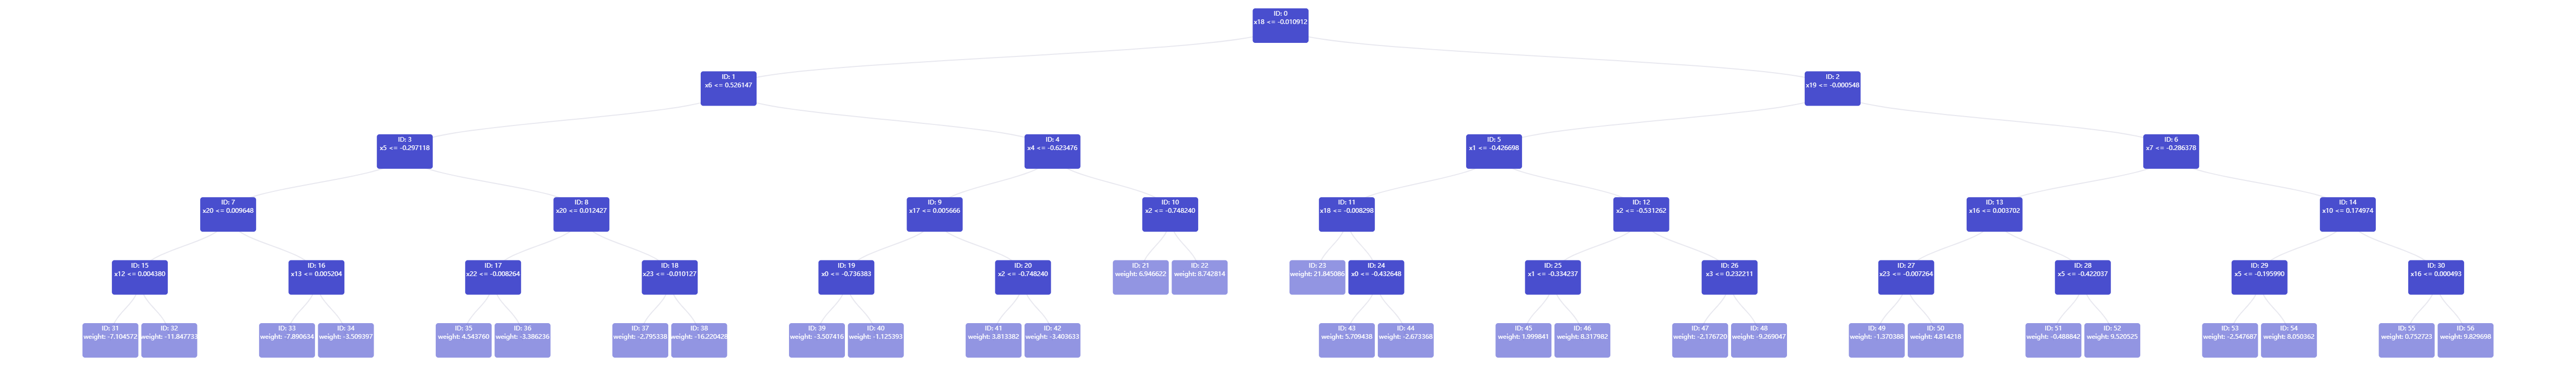 ID: 0
x18 <= -0.010912
ID: 1
x6 <= 0.526147
ID: 2
x19 <= -0.000548
ID: 3
x5 <= -0.297118
ID: 4
x4 <= -0.623476
ID: 5
x1 <= -0.426698
ID: 6
x7 <= -0.286378
ID: 7
x20 <= 0.009648
ID: 8
x20 <= 0.012427
ID: 9
x17 <= 0.005666
ID: 10
x2 <= -0.748240
ID: 11
x18 <= -0.008298
ID: 12
x2 <= -0.531262
ID: 13
x16 <= 0.003702
ID: 14
x10 <= 0.174974
ID: 15
x12 <= 0.004380
ID: 16
x13 <= 0.005204
ID: 17
x22 <= -0.008264
ID: 18
x23 <= -0.010127
ID: 19
x0 <= -0.736383
ID: 20
x2 <= -0.748240
ID: 21
weight: 6.946622
ID: 22
weight: 8.742814
ID: 23
weight: 21.845086
ID: 24
x0 <= -0.432648
ID: 25
x1 <= -0.334237
ID: 26
x3 <= 0.232211
ID: 27
x23 <= -0.007264
ID: 28
x5 <= -0.422037
ID: 29
x5 <= -0.195990
ID: 30
x16 <= 0.000493
ID: 31
weight: -7.104572
ID: 32
weight: -11.847733
ID: 33
weight: -7.890634
ID: 34
weight: -3.509397
ID: 35
weight: 4.543760
ID: 36
weight: -3.386236
ID: 37
weight: -2.795338
ID: 38
weight: -16.220428
ID: 39
weight: -3.507416
ID: 40
weight: -1.125393
ID: 41
weight: 3.813382
ID: 42
weight: -3.403633
ID: 43
weight: 5.709438
ID: 44
weight: -2.673368
ID: 45
weight: 1.999841
ID: 46
weight: 8.317982
ID: 47
weight: -2.176720
ID: 48
weight: -9.269047
ID: 49
weight: -1.370388
ID: 50
weight: 4.814218
ID: 51
weight: -0.488842
ID: 52
weight: 9.520525
ID: 53
weight: -2.547687
ID: 54
weight: 8.050362
ID: 55
weight: 0.752723
ID: 56
weight: 9.829698